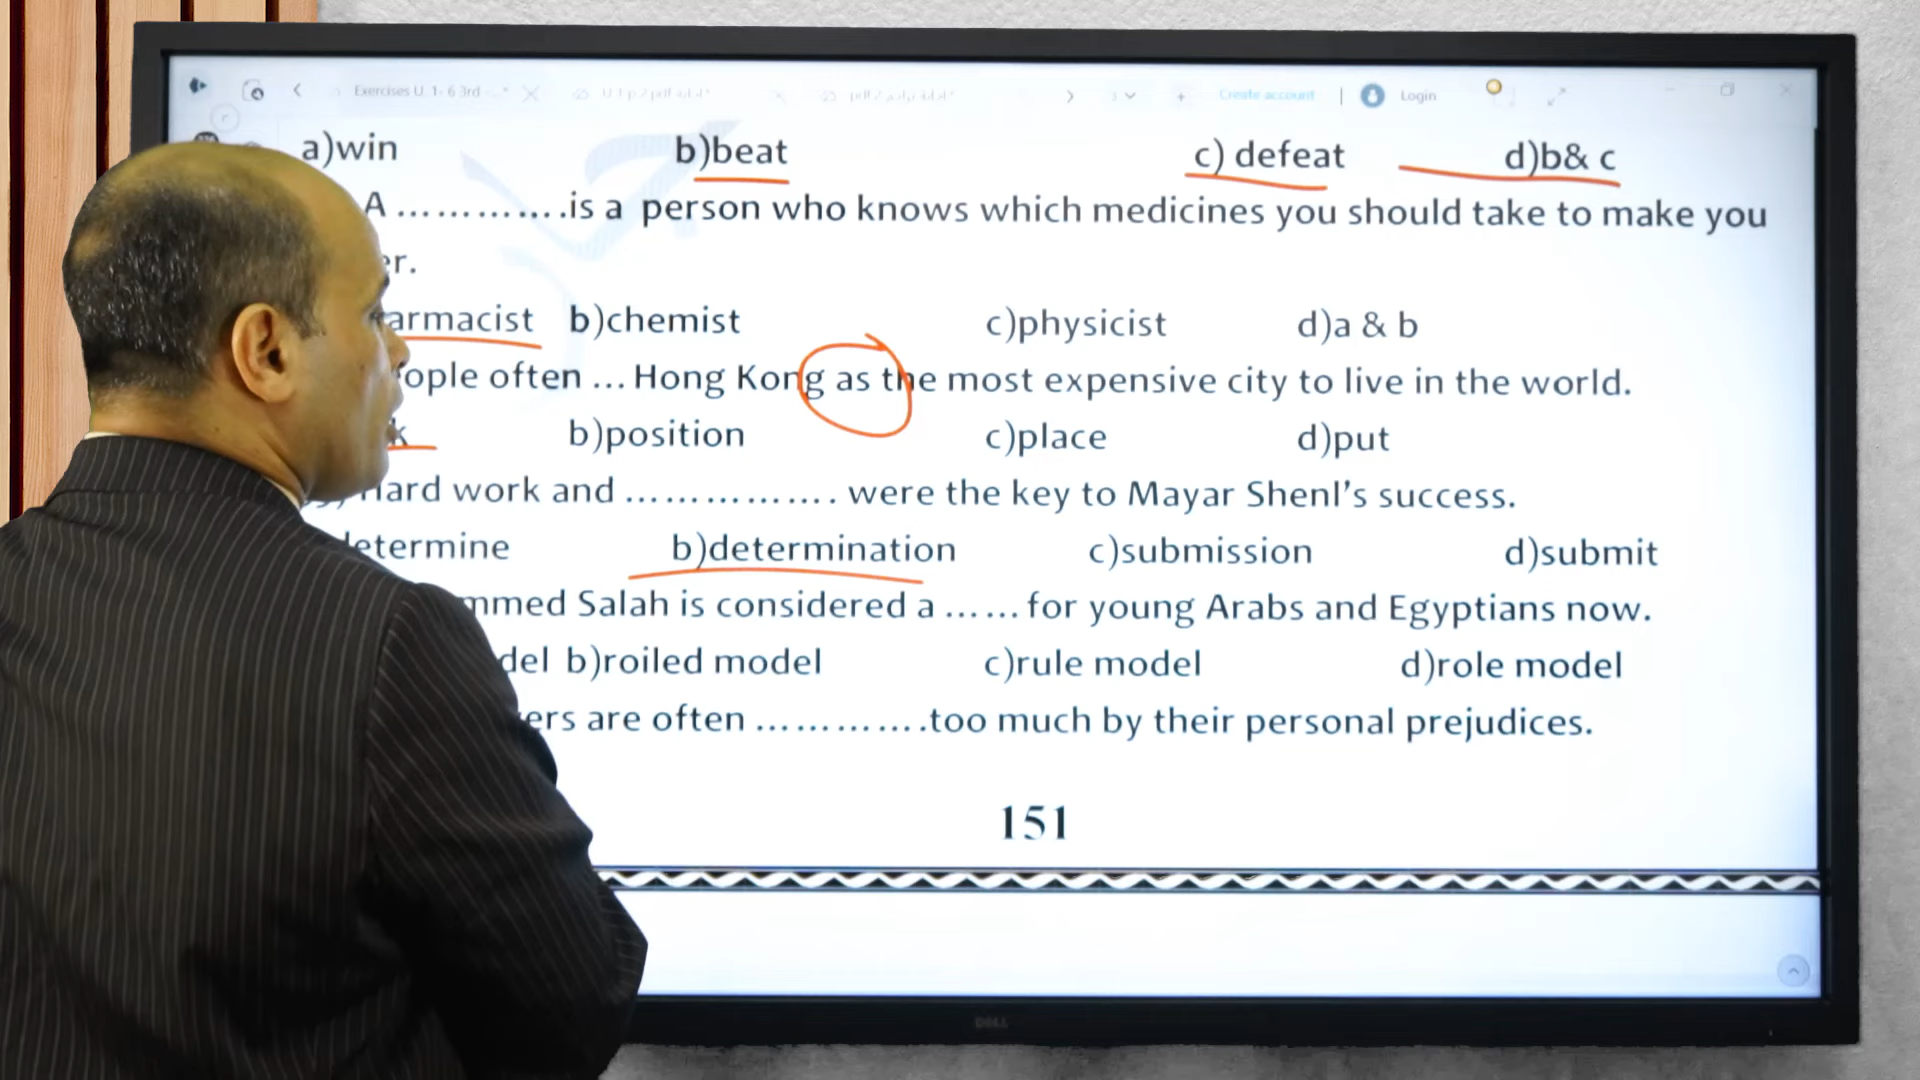 Exercises U. 1- 6 3rd
Create account | Login
a)win b)beat c) defeat d)b& c
A .............is a person who knows which medicines you should take to make you
er.
armacist b)chemist c)physicist d)a & b
ople often ... Hong Kong as the most expensive city to live in the world.
k b)position c)place d)put
ard work and ................ were the key to Mayar Shenl's success.
etermine b)determination c)submission d)submit
mmed Salah is considered a ...... for young Arabs and Egyptians now.
del b)roiled model c)rule model d)role model
ers are often .............too much by their personal prejudices.
151
DELL